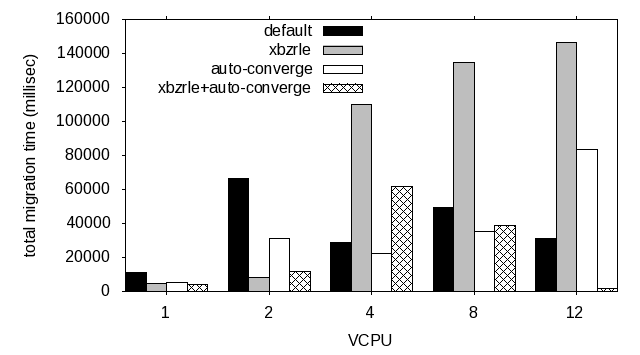 160000
140000
120000
100000
80000
60000
40000
20000
0
total migration time (millisec)
default
xbzrle
auto-converge
xbzrle+auto-converge
1 2 4 8 12
VCPU